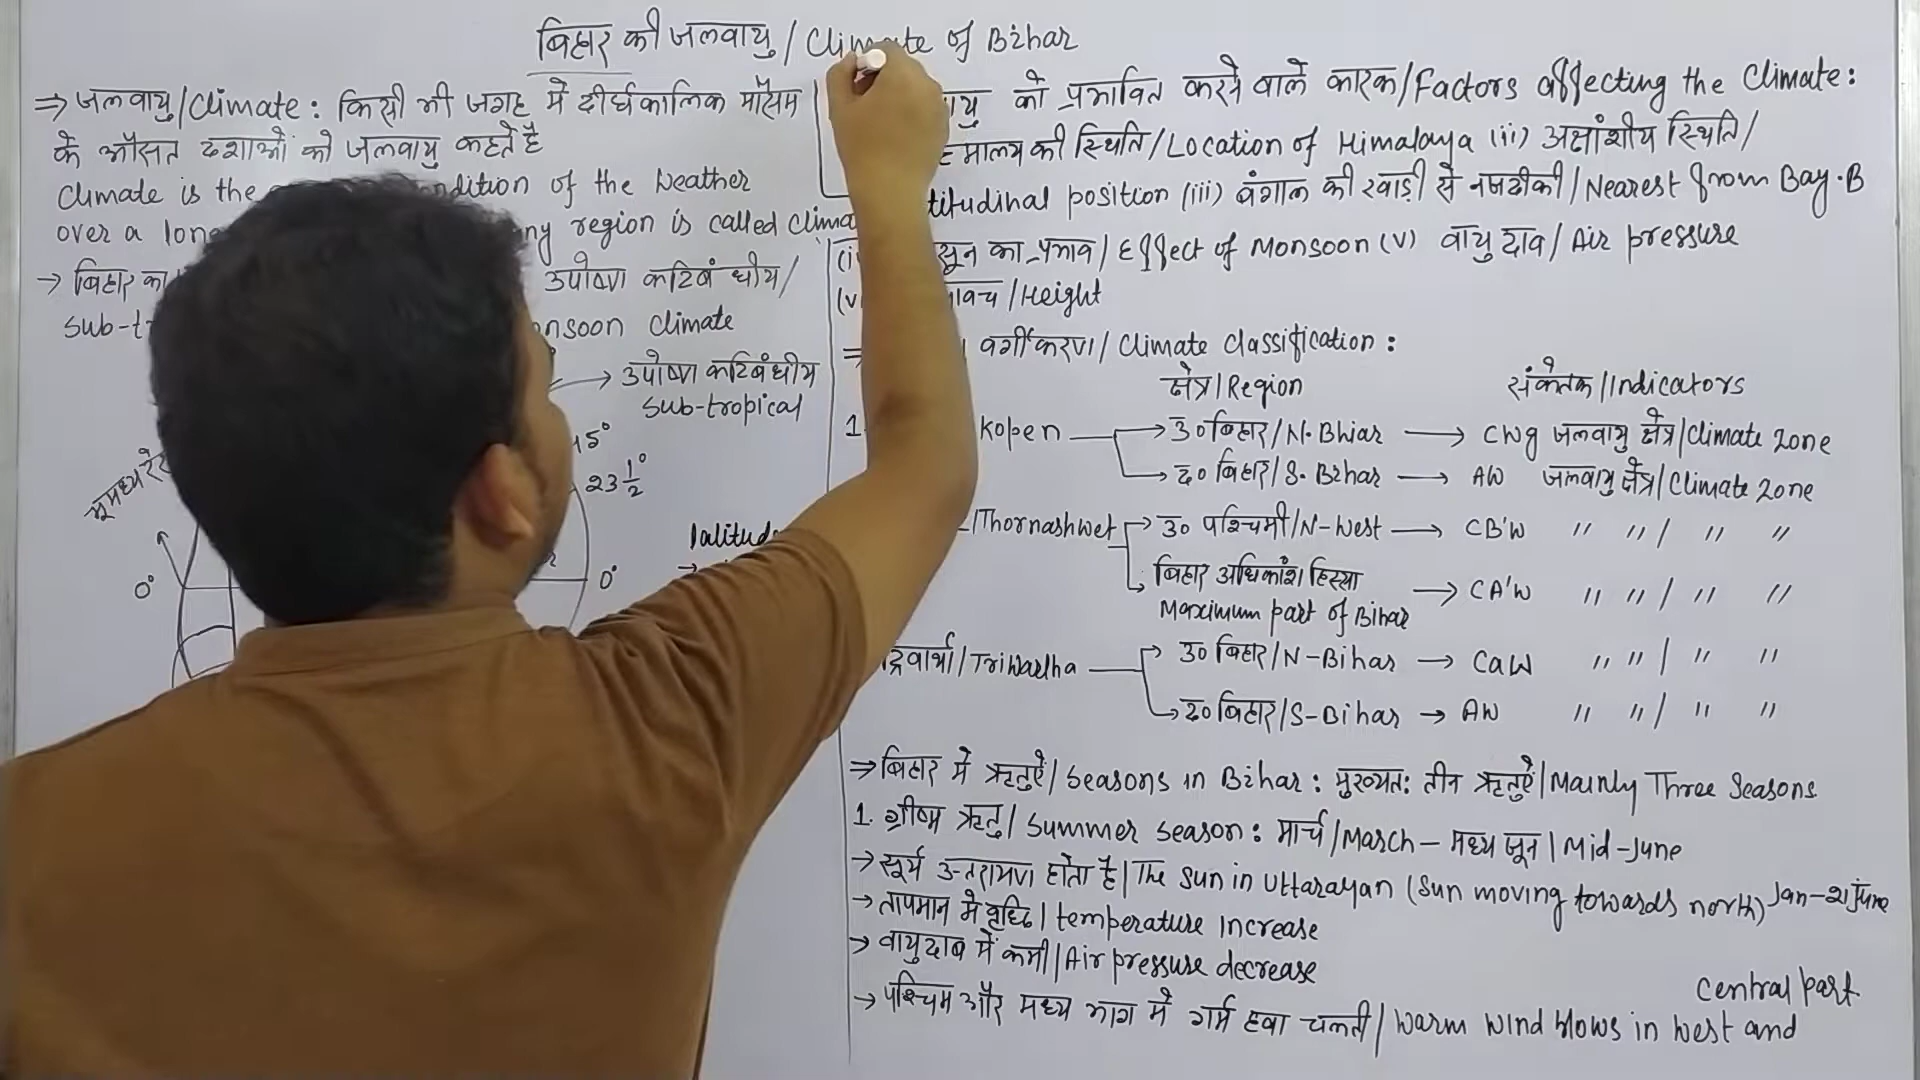 बिहार की जलवायु / Climate of Bihar
⇒ जलवायु/Climate: किसी भी जगह में दीर्घकालिक मौसम
के औसत दशाओं को जलवायु कहते है
Climate is the ndition of the Weather
over a long ny region is called clima
→ बिहार का उपोष्ण कटिबंधीय/
sub-t onsoon climate
→ उपोष्ण कटिबंधीय
Sub-tropical
45°
23 1/2°
0°
0°
latitude
यु को प्रभावित करने वाले कारक/Factors affecting the Climate:
मालय की स्थिति/Location of Himalaya (ii) अक्षांशीय स्थिति/
titudinal position (iii) बंगाल की खाड़ी से नजदीकी/Nearest from Bay.B
सून का प्रभाव/Effect of Monsoon (v) वायु दाव/Air pressure
/Height
वर्गीकरण/Climate Classification:
क्षेत्र/Region संकेतक/Indicators
1. Kopen → उ० बिहार/N. Bhiar → CWg जलवायु क्षेत्र/Climate Zone
→ द० बिहार/S. Bihar → AW जलवायु क्षेत्र/Climate Zone
/Thornashwet → उ० पश्चिमी/N-West → CB'W " " / " "
बिहार अधिकांश हिस्सा → CA'W " " / " "
Maximum part of Bihar
त्रिवार्था/Triwartha → उ० बिहार/N-Bihar → CaW " " / " "
→ द० बिहार/S-Bihar → AW " " / " "
⇒ बिहार में ऋतुएँ/Seasons in Bihar: मुख्यतः तीन ऋतुएँ/Mainly Three Seasons
1. ग्रीष्म ऋतु/Summer season: मार्च/March – मध्य जून/Mid-June
→ सूर्य उत्तरायण होता है/The sun in Uttarayan (Sun moving towards north) Jan-21 June
→ तापमान में वृद्धि/temperature increase
→ वायुदाब में कमी/Air pressure decrease
→ पश्चिम और मध्य भाग में गर्म हवा चलती/Warm wind blows in West and
central part